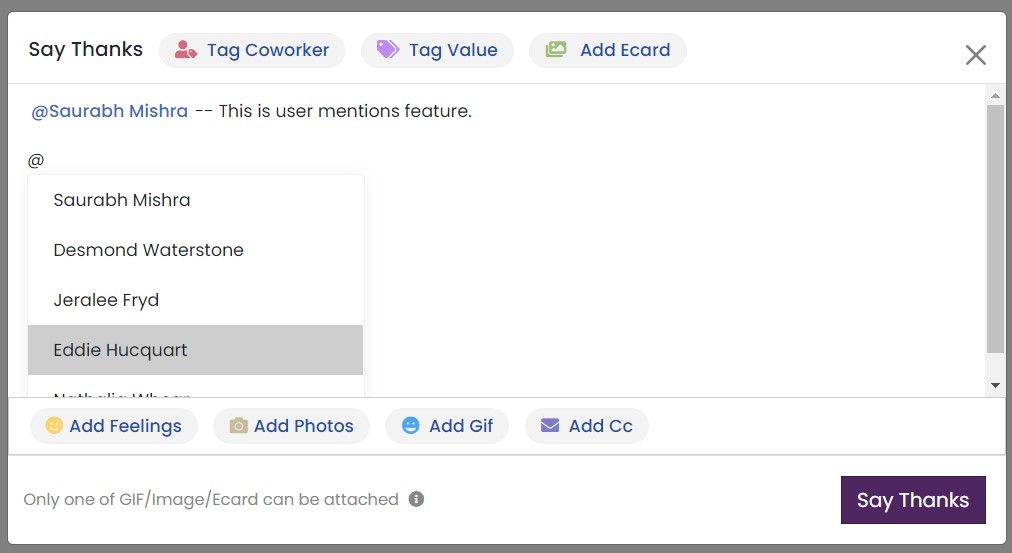 Say Thanks Tag Coworker Tag Value Add Ecard
@Saurabh Mishra -- This is user mentions feature.
@
Saurabh Mishra
Desmond Waterstone
Jeralee Fryd
Eddie Hucquart
Add Feelings Add Photos Add Gif Add Cc
Only one of GIF/Image/Ecard can be attached
Say Thanks